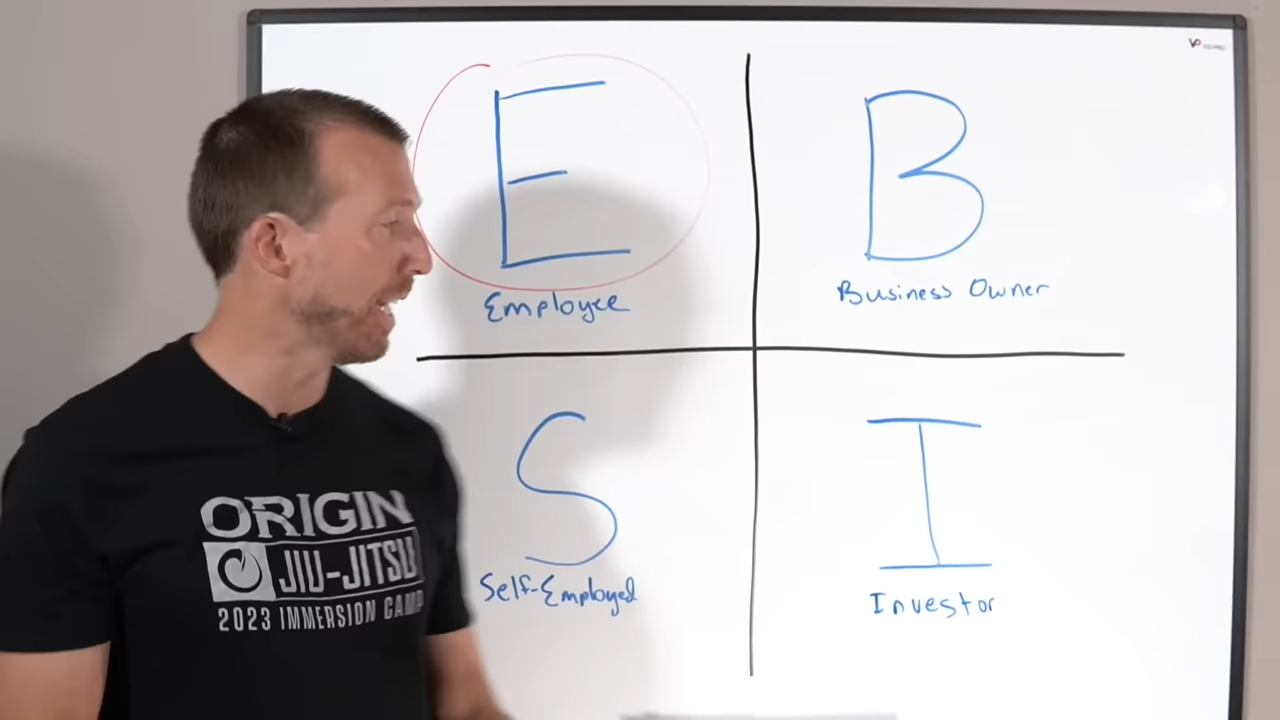 E
Employee
B
Business Owner
S
Self-Employed
I
Investor
ORIGIN
JIU-JITSU
2023 IMMERSION CAMP